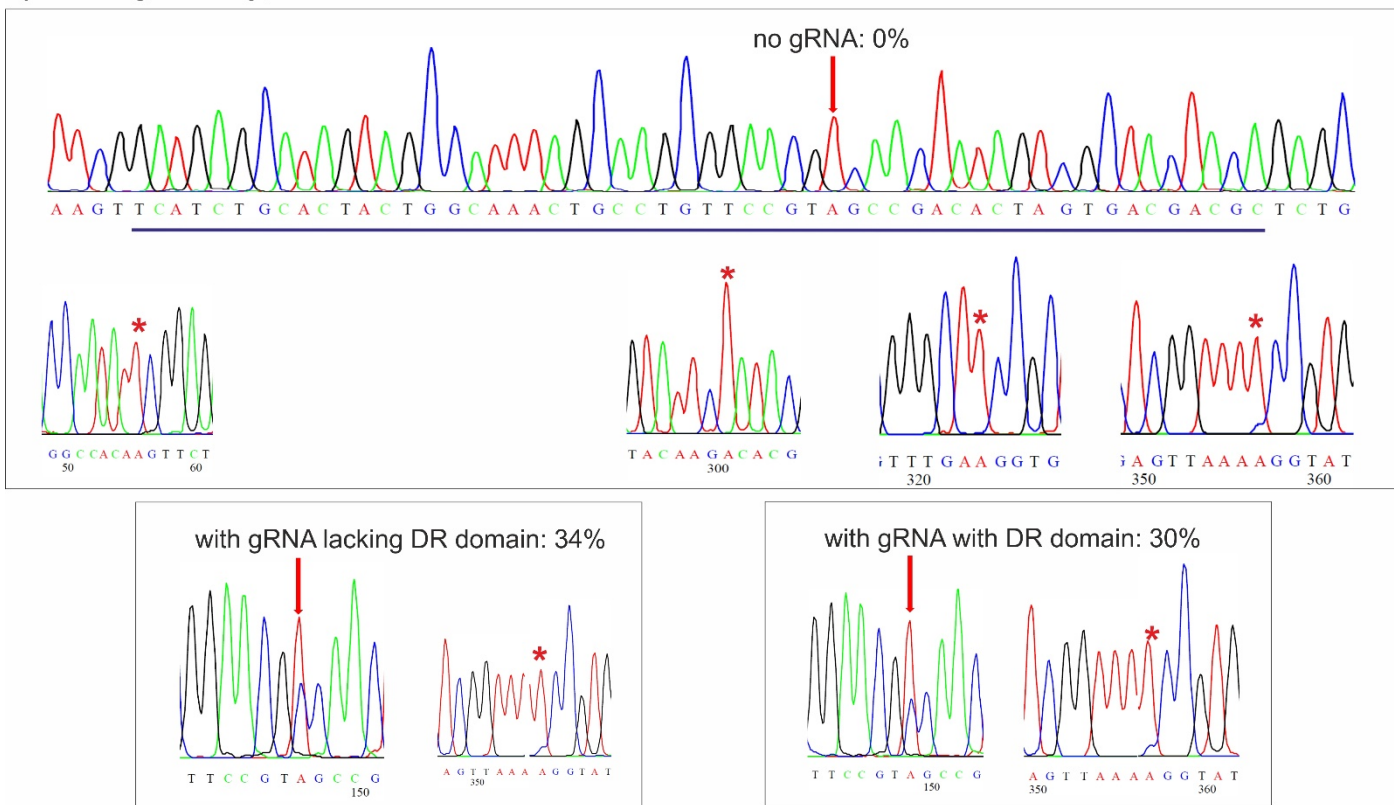 no gRNA: 0%
A A G T T C A T C T G C A C T A C T G G C A A A C T G C C T G T T C C G T A G C C G A C A C T A G T G A C G A C G C T C T G
*
*
*
*
G G C C A C A A G T T C T
50 60
T A C A A G A C A C G
300
G T T T G A A G G T G
320
G A G T T A A A A G G T A T
350 360
with gRNA lacking DR domain: 34%
*
T T C C G T A G C C G
150
A G T T A A A A G G T A T
350
with gRNA with DR domain: 30%
*
T T C C G T A G C C G
150
A G T T A A A A G G T A T
350 360